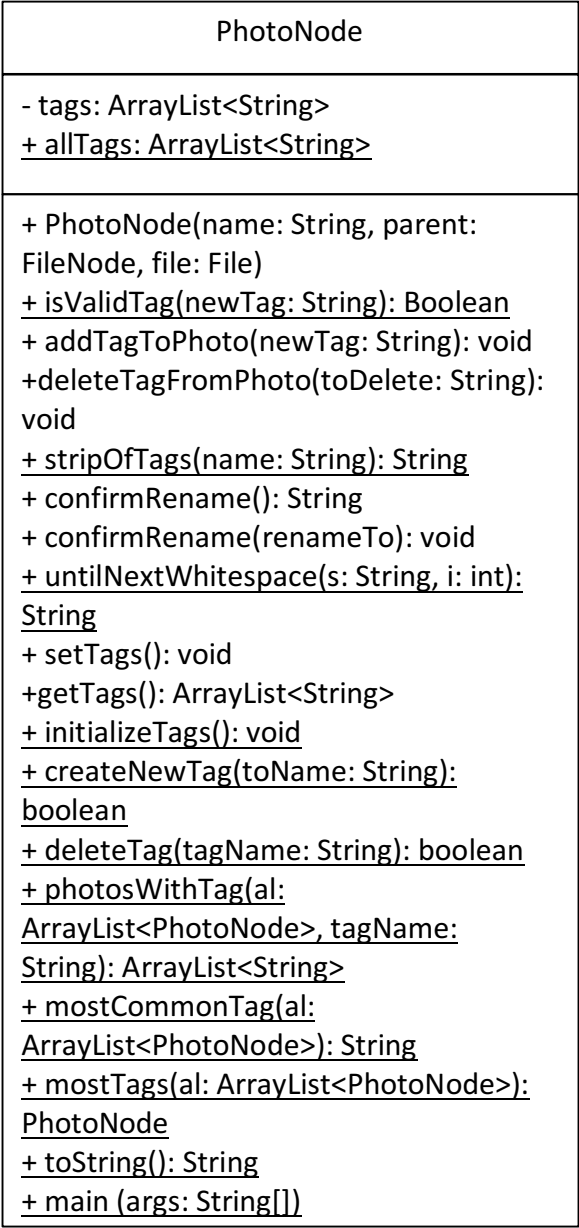 PhotoNode
- tags: ArrayList<String>
+ allTags: ArrayList<String>
+ PhotoNode(name: String, parent:
FileNode, file: File)
+ isValidTag(newTag: String): Boolean
+ addTagToPhoto(newTag: String): void
+deleteTagFromPhoto(toDelete: String):
void
+ stripOfTags(name: String): String
+ confirmRename(): String
+ confirmRename(renameTo): void
+ untilNextWhitespace(s: String, i: int):
String
+ setTags(): void
+getTags(): ArrayList<String>
+ initializeTags(): void
+ createNewTag(toName: String):
boolean
+ deleteTag(tagName: String): boolean
+ photosWithTag(al:
ArrayList<PhotoNode>, tagName:
String): ArrayList<String>
+ mostCommonTag(al:
ArrayList<PhotoNode>): String
+ mostTags(al: ArrayList<PhotoNode>):
PhotoNode
+ toString(): String
+ main (args: String[])